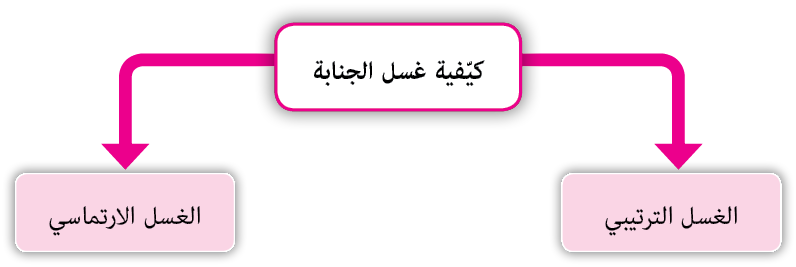 كيّفية غسل الجنابة
الغسل الترتيبي
الغسل الارتماسي